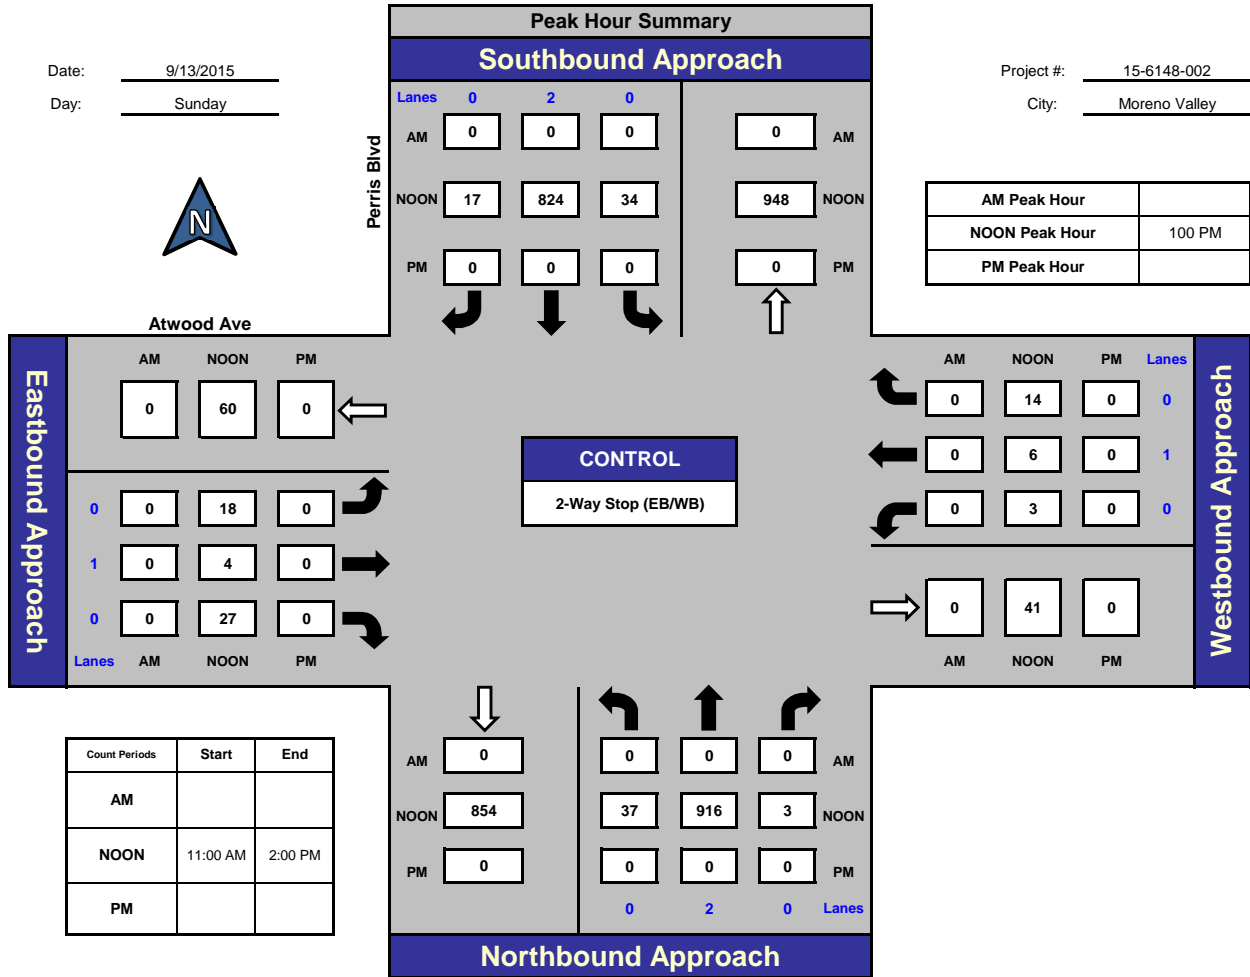 Peak Hour Summary
Southbound Approach
Date: 9/13/2015
Day: Sunday
Project #: 15-6148-002
City: Moreno Valley
N
Perris Blvd
Lanes 0 2 0
AM 0 0 0 0 AM
NOON 17 824 34 948 NOON
PM 0 0 0 0 PM
AM Peak Hour
NOON Peak Hour 100 PM
PM Peak Hour
Atwood Ave
Eastbound Approach
AM NOON PM
0 60 0
0 0 18 0
1 0 4 0
0 0 27 0
Lanes AM NOON PM
CONTROL
2-Way Stop (EB/WB)
AM NOON PM Lanes
0 14 0 0
0 6 0 1
0 3 0 0
0 41 0
AM NOON PM
Westbound Approach
Count Periods Start End
AM
NOON 11:00 AM 2:00 PM
PM
AM 0 0 0 0 AM
NOON 854 37 916 3 NOON
PM 0 0 0 0 PM
0 2 0 Lanes
Northbound Approach